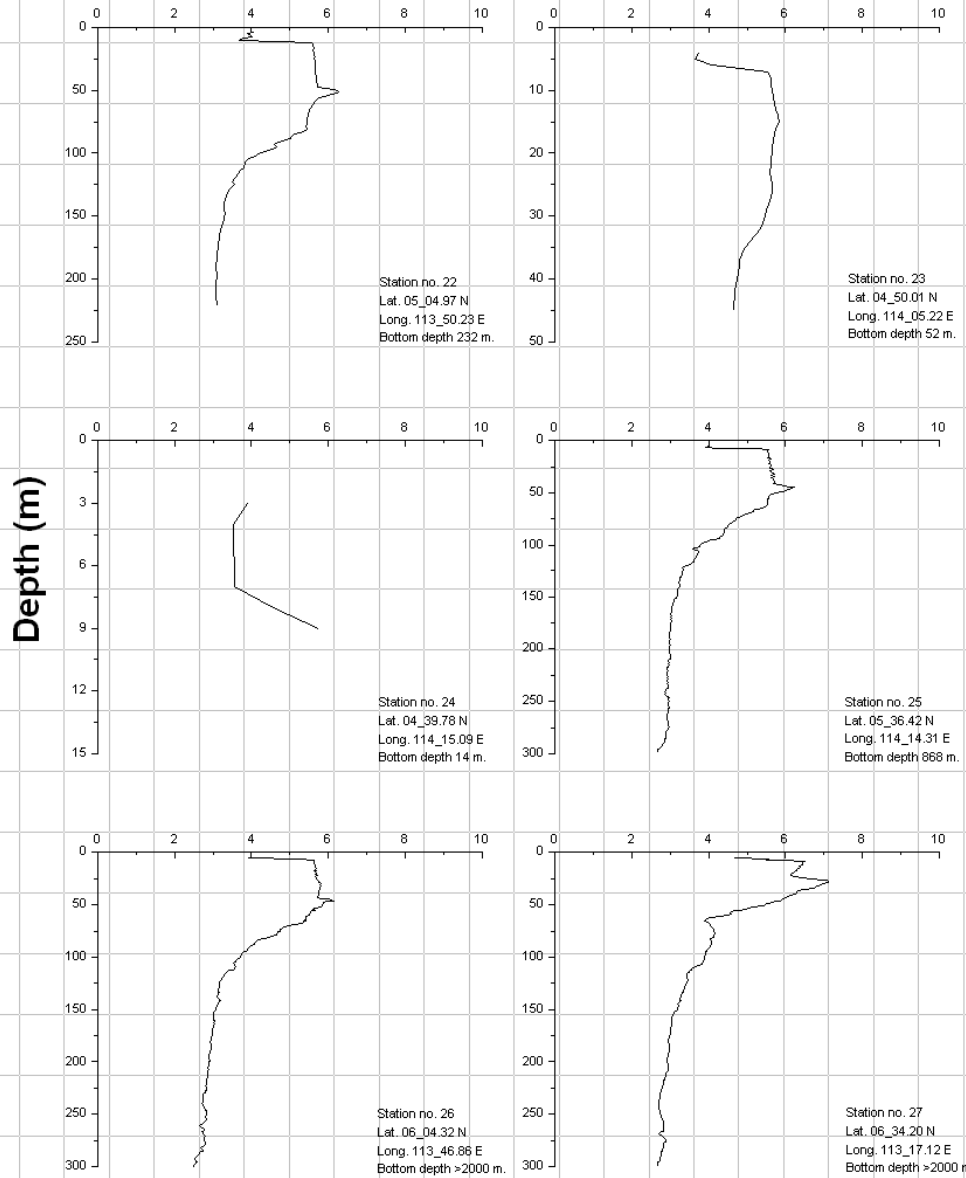 0 2 4 6 8 10
0
50
100
150
200
250
Station no. 22
Lat. 05_04.97 N
Long. 113_50.23 E
Bottom depth 232 m.
0 2 4 6 8 10
0
10
20
30
40
50
Station no. 23
Lat. 04_50.01 N
Long. 114_05.22 E
Bottom depth 52 m.
Depth (m)
0 2 4 6 8 10
0
3
6
9
12
15
Station no. 24
Lat. 04_39.78 N
Long. 114_15.09 E
Bottom depth 14 m.
0 2 4 6 8 10
0
50
100
150
200
250
300
Station no. 25
Lat. 05_36.42 N
Long. 114_14.31 E
Bottom depth 868 m.
0 2 4 6 8 10
0
50
100
150
200
250
300
Station no. 26
Lat. 06_04.32 N
Long. 113_46.86 E
Bottom depth >2000 m.
0 2 4 6 8 10
0
50
100
150
200
250
300
Station no. 27
Lat. 06_34.20 N
Long. 113_17.12 E
Bottom depth >2000 m